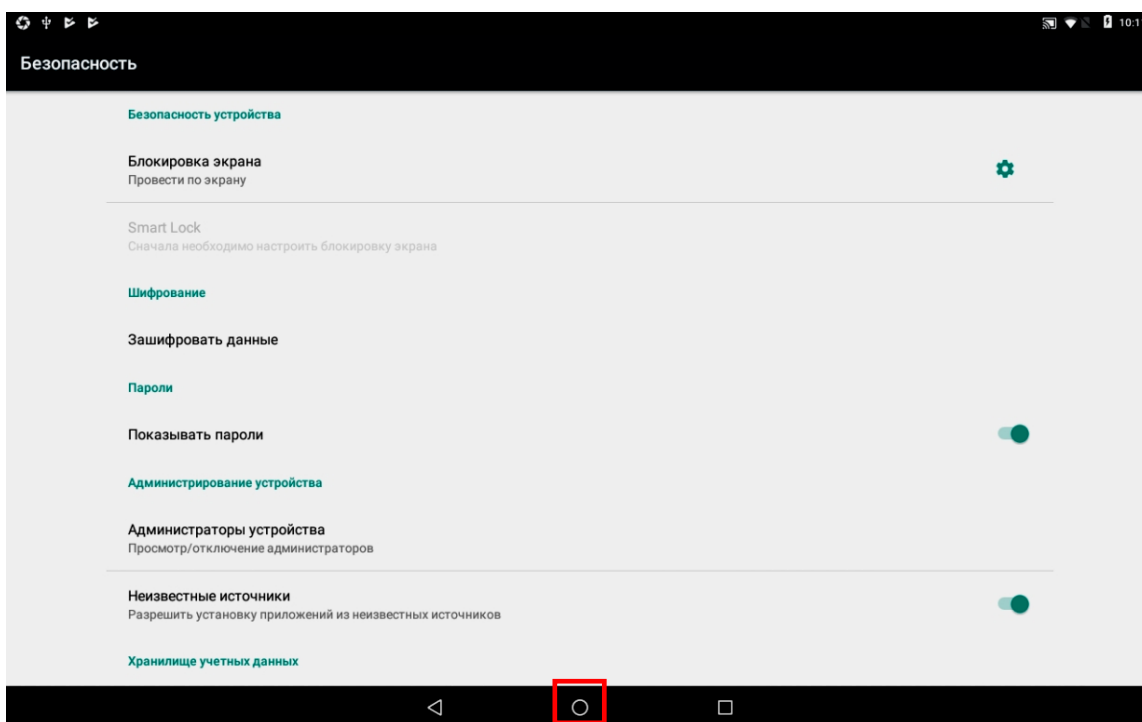 10:1
Безопасность
Безопасность устройства
Блокировка экрана
Провести по экрану
Smart Lock
Сначала необходимо настроить блокировку экрана
Шифрование
Зашифровать данные
Пароли
Показывать пароли
Администрирование устройства
Администраторы устройства
Просмотр/отключение администраторов
Неизвестные источники
Разрешить установку приложений из неизвестных источников
Хранилище учетных данных